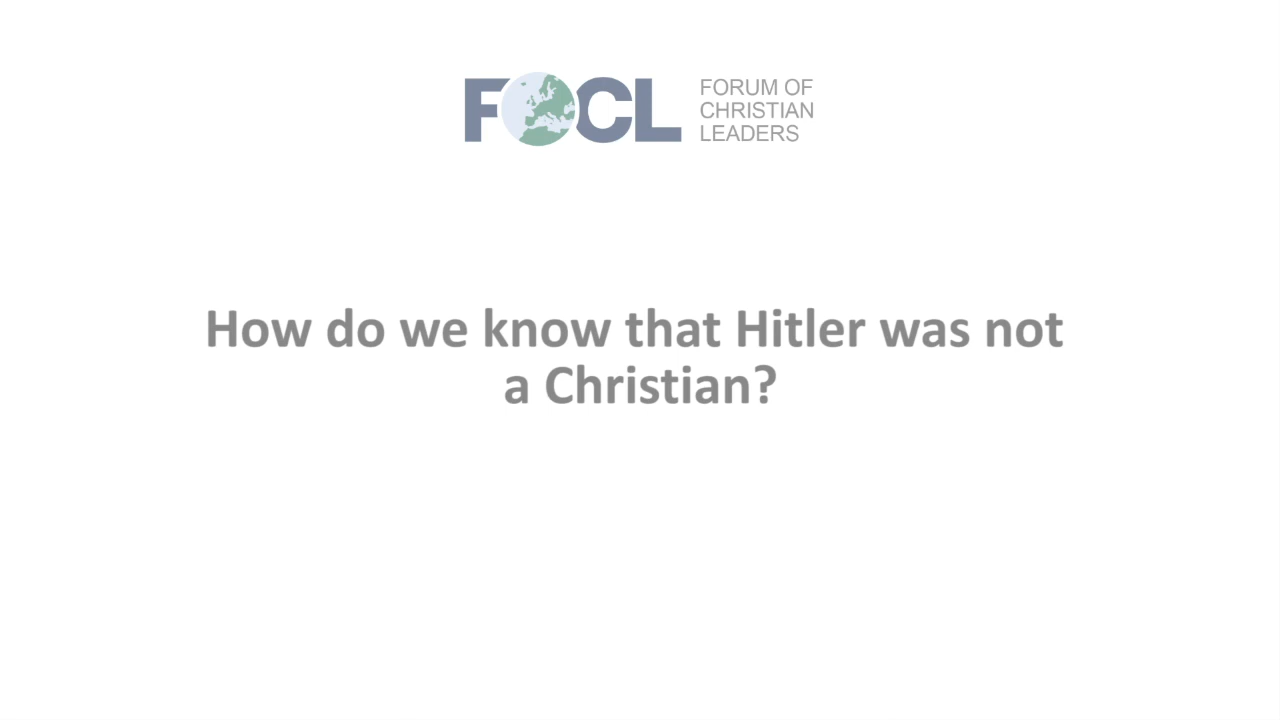 FOCL
FORUM OF
CHRISTIAN
LEADERS
How do we know that Hitler was not
a Christian?